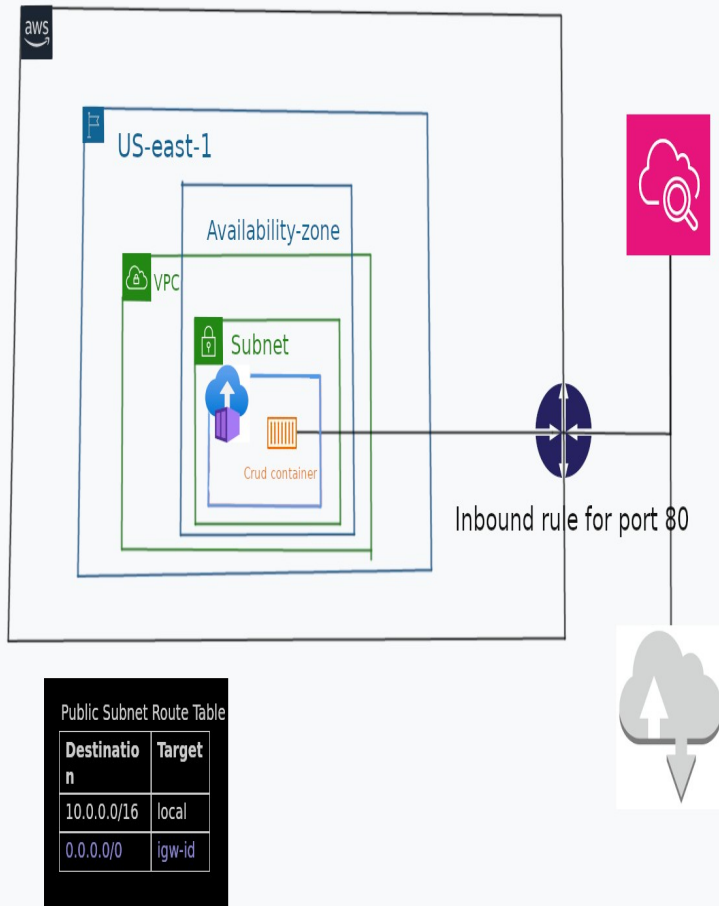 aws
US-east-1
Availability-zone
VPC
Subnet
Crud container
Inbound rule for port 80
Public Subnet Route Table
Destinatio Target
n
10.0.0.0/16 local
0.0.0.0/0 igw-id